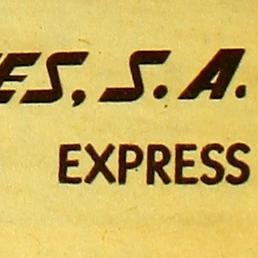 ES, S. A.
EXPRESS